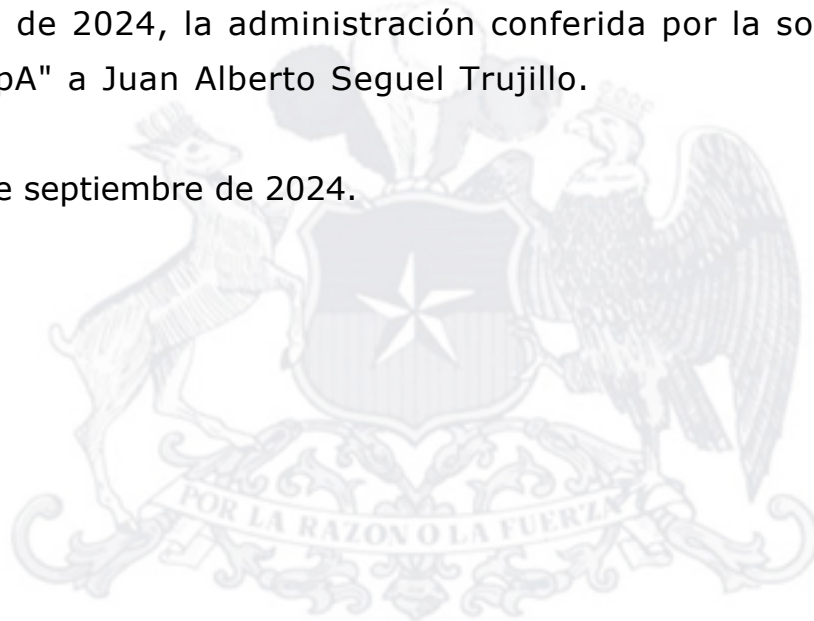 de 2024, la administración conferida por la so
pA" a Juan Alberto Seguel Trujillo.
e septiembre de 2024.
POR LA RAZON O LA FUERZA